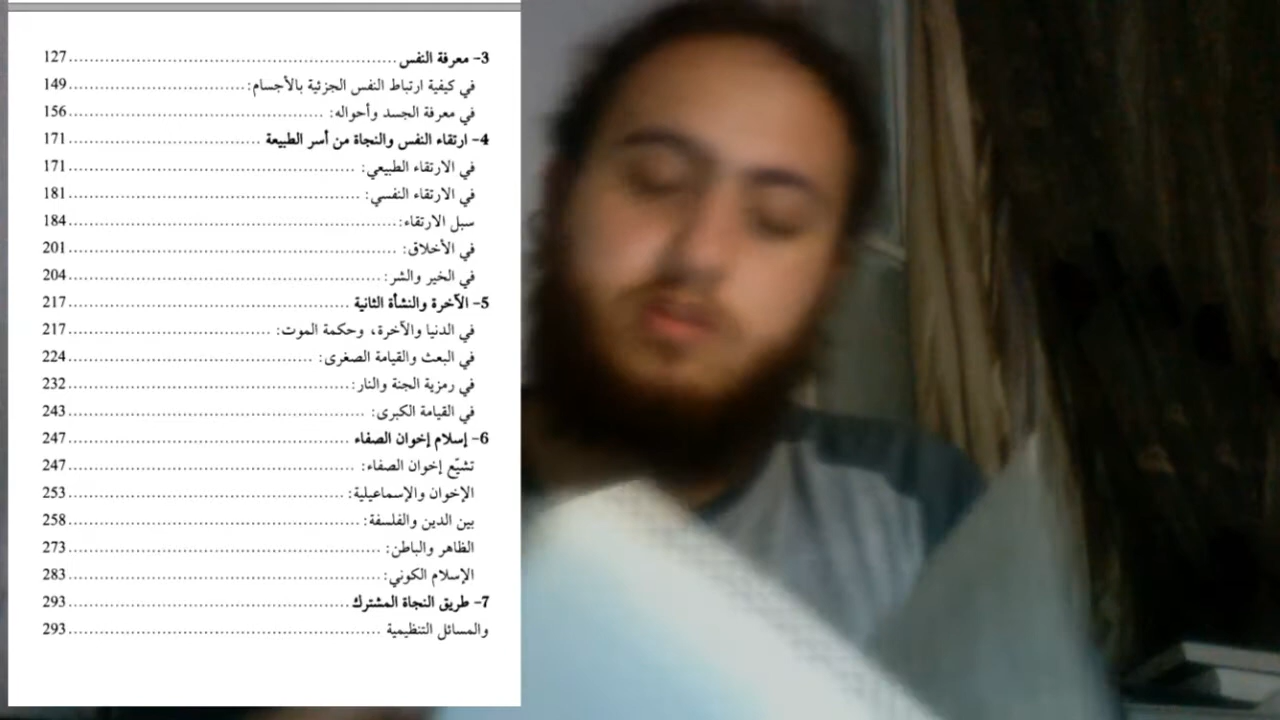 3- معرفة النفس ........................ 127
في كيفية ارتباط النفس الجزئية بالأجسام: ........................ 149
في معرفة الجسد وأحواله: ........................ 156
4- ارتقاء النفس والنجاة من أسر الطبيعة ........................ 171
في الارتقاء الطبيعي: ........................ 171
في الارتقاء النفسي: ........................ 181
سبل الارتقاء: ........................ 184
في الأخلاق: ........................ 201
في الخير والشر: ........................ 204
5- الآخرة والنشأة الثانية ........................ 217
في الدنيا والآخرة، وحكمة الموت: ........................ 217
في البعث والقيامة الصغرى: ........................ 224
في رمزية الجنة والنار: ........................ 232
في القيامة الكبرى: ........................ 243
6- إسلام إخوان الصفاء ........................ 247
تشيّع إخوان الصفاء: ........................ 247
الإخوان والإسماعيلية: ........................ 253
بين الدين والفلسفة: ........................ 258
الظاهر والباطن: ........................ 273
الإسلام الكوني: ........................ 283
7- طريق النجاة المشترك ........................ 293
والمسائل التنظيمية ........................ 293